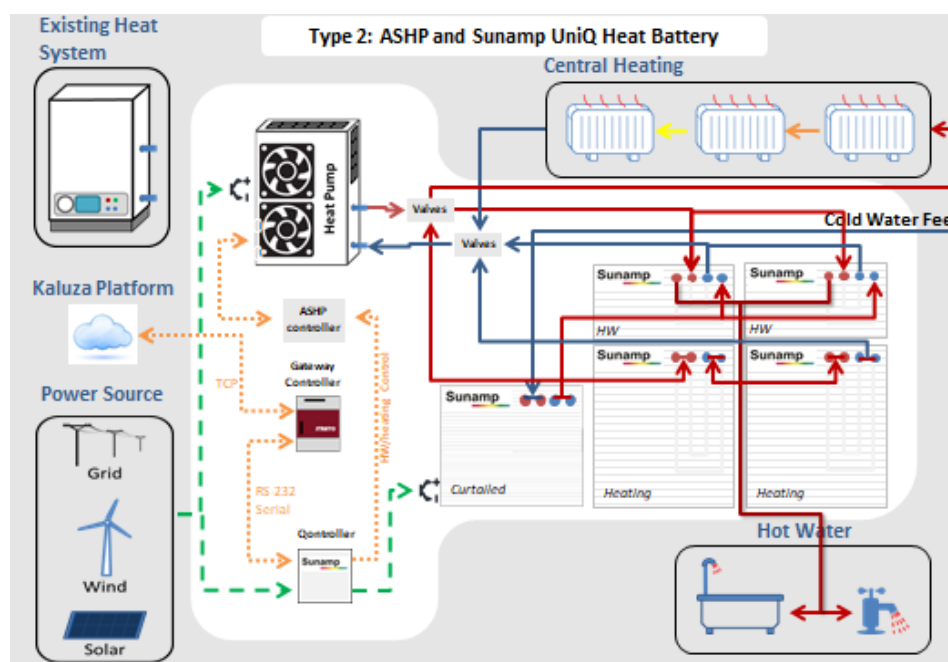 Existing Heat
System
Type 2: ASHP and Sunamp UniQ Heat Battery
Central Heating
Heat Pump
Valves
Cold Water Fee
Valves
Kaluza Platform
ASHP
controller
Sunamp
HW
Sunamp
HW
TCP
Gateway
Controller
HW/heating Control
Sunamp
Heating
Sunamp
Heating
Power Source
Sunamp
Curtailed
Grid
RS 232
Serial
Wind
Qontroller
Sunamp
Hot Water
Solar